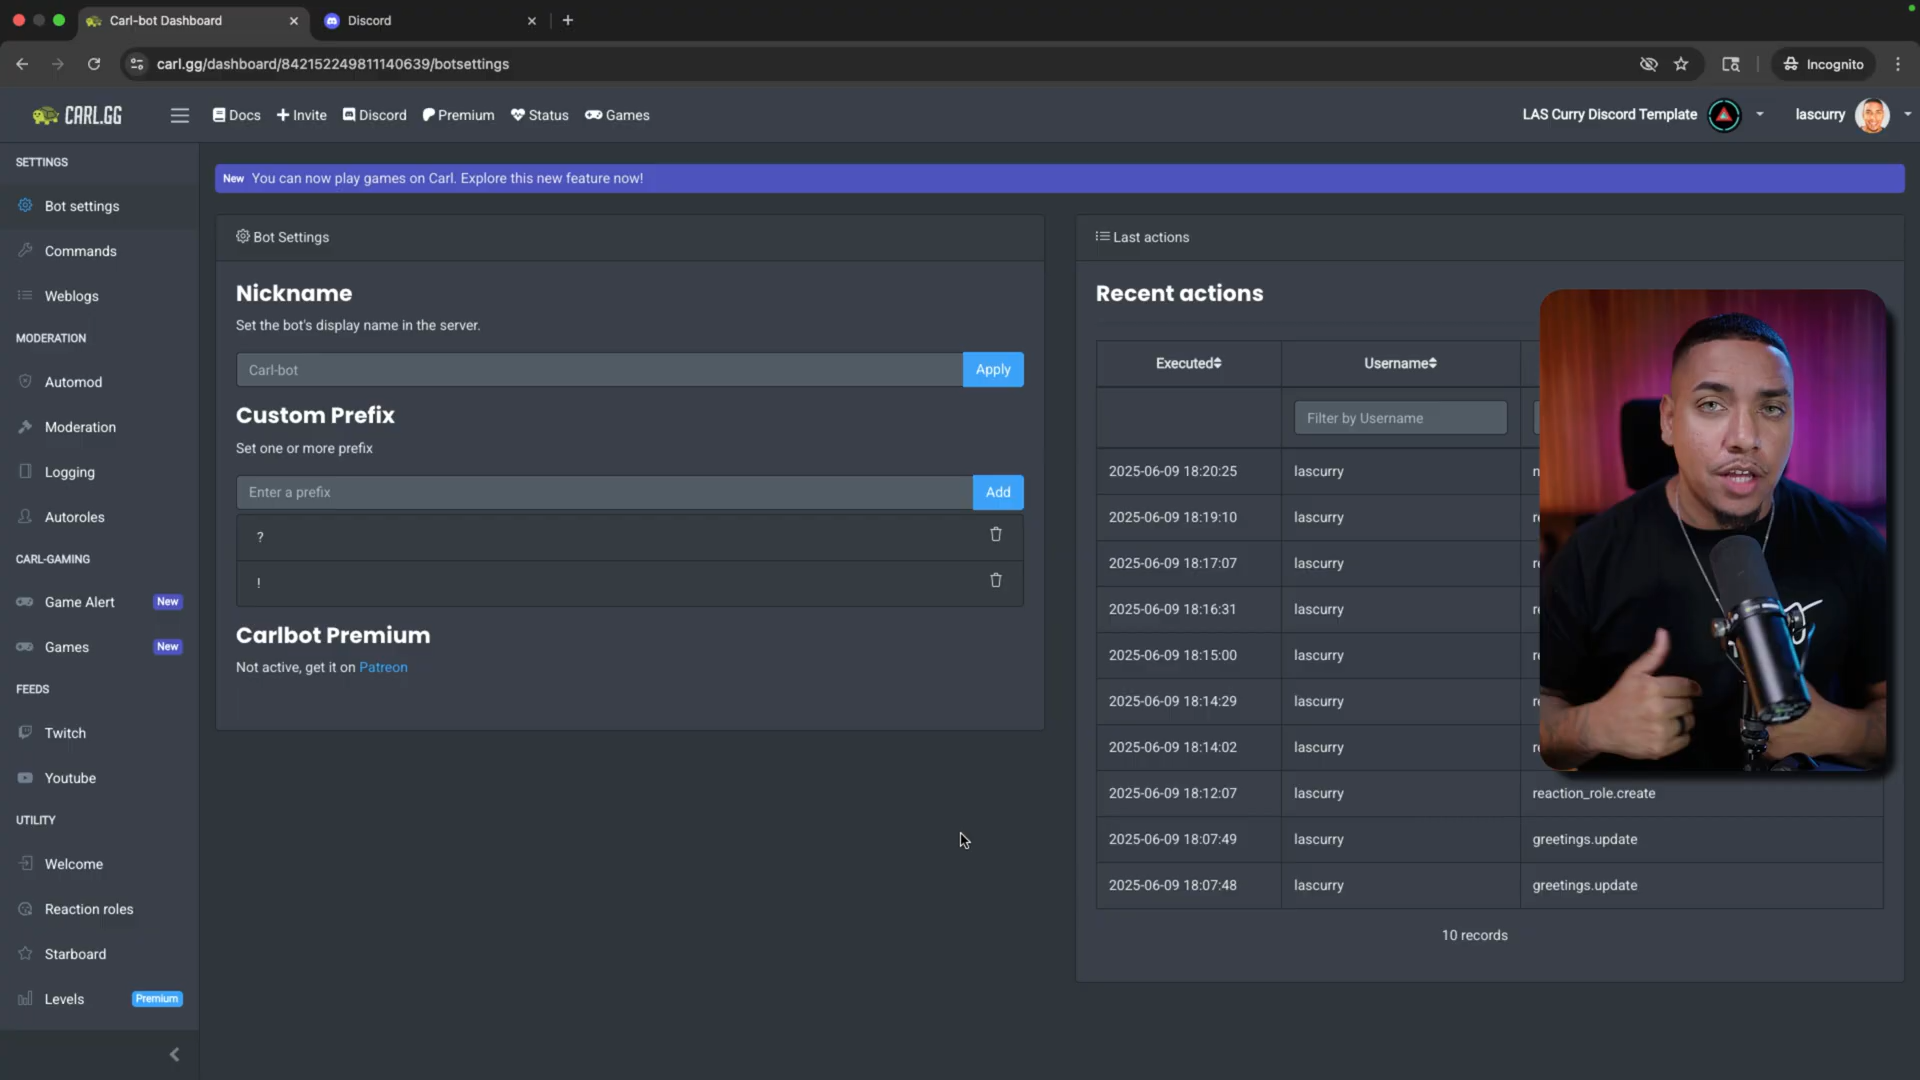 Carl-bot Dashboard
Discord
carl.gg/dashboard/842152249811140639/botsettings
Incognito
CARL.GG
Docs
Invite
Discord
Premium
Status
Games
LAS Curry Discord Template
lascurry
SETTINGS
Bot settings
Commands
Weblogs
MODERATION
Automod
Moderation
Logging
Autoroles
CARL-GAMING
Game Alert New
Games New
FEEDS
Twitch
Youtube
UTILITY
Welcome
Reaction roles
Starboard
Levels Premium
New You can now play games on Carl. Explore this new feature now!
Bot Settings
Nickname
Set the bot's display name in the server.
Carl-bot
Apply
Custom Prefix
Set one or more prefix
Enter a prefix
Add
?
!
Carlbot Premium
Not active, get it on Patreon
Last actions
Recent actions
Executed Username
Filter by Username
2025-06-09 18:20:25 lascurry
2025-06-09 18:19:10 lascurry
2025-06-09 18:17:07 lascurry
2025-06-09 18:16:31 lascurry
2025-06-09 18:15:00 lascurry
2025-06-09 18:14:29 lascurry
2025-06-09 18:14:02 lascurry
2025-06-09 18:12:07 lascurry reaction_role.create
2025-06-09 18:07:49 lascurry greetings.update
2025-06-09 18:07:48 lascurry greetings.update
10 records